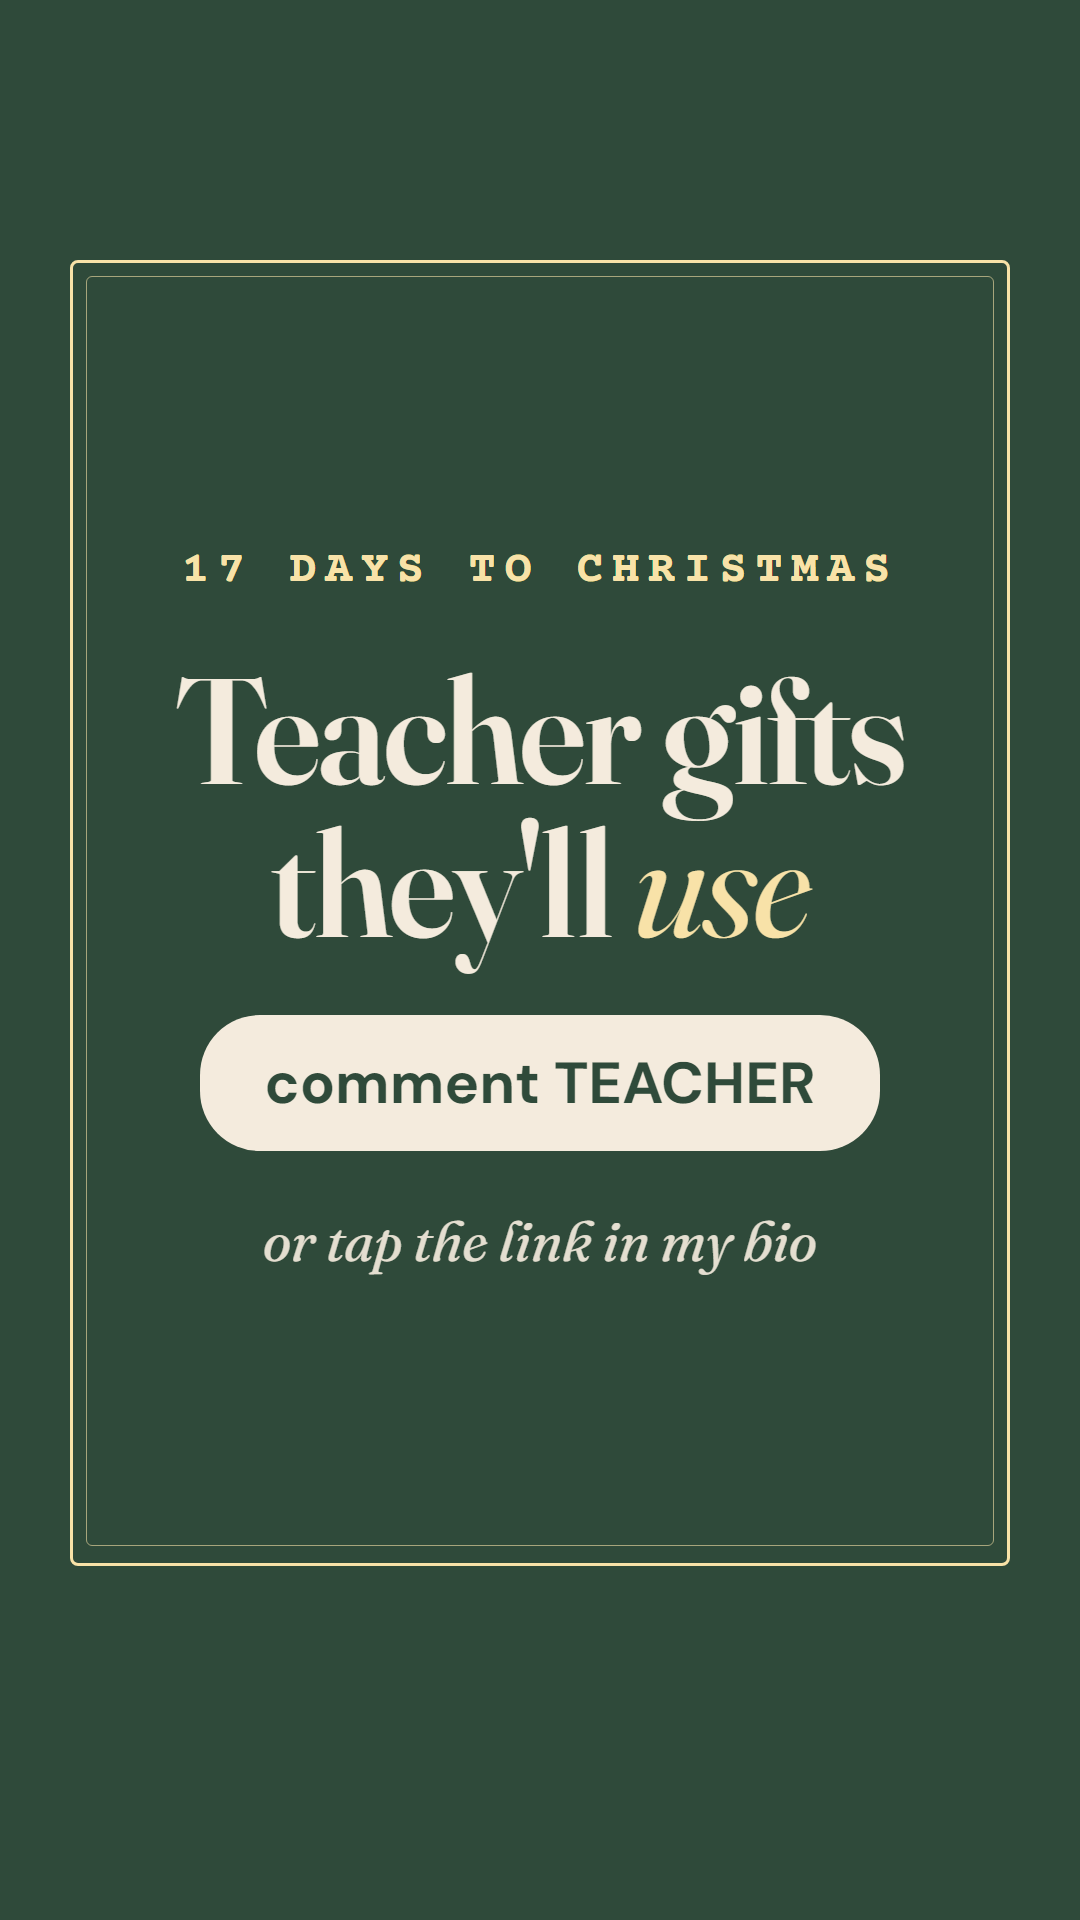 17 DAYS TO CHRISTMAS
Teacher gifts
they'll use
comment TEACHER
or tap the link in my bio